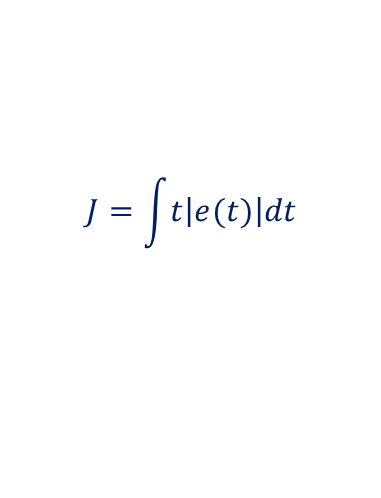 J = ∫ t|e(t)|dt